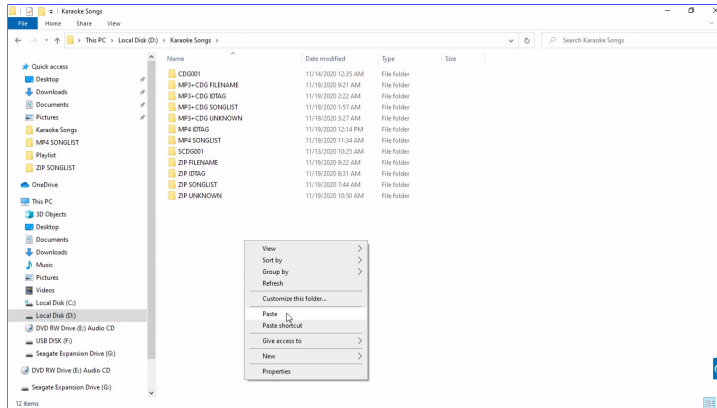 Karaoke Songs
File Home Share View
This PC > Local Disk (D:) > Karaoke Songs >
Search Karaoke Songs
Name Date modified Type Size
Quick access
Desktop
Downloads
Documents
Pictures
Karaoke Songs
MP4 SONGLIST
Playlist
ZIP SONGLIST
OneDrive
This PC
3D Objects
Desktop
Documents
Downloads
Music
Pictures
Videos
Local Disk (C:)
Local Disk (D:)
DVD RW Drive (E:) Audio CD
USB DISK (F:)
Seagate Expansion Drive (G:)
DVD RW Drive (E:) Audio CD
Seagate Expansion Drive (G:)
CDG001 11/14/2020 12:35 AM File folder
MP3+CDG FILENAME 11/19/2020 9:21 AM File folder
MP3+CDG IDTAG 11/19/2020 2:22 AM File folder
MP3+CDG SONGLIST 11/19/2020 1:57 AM File folder
MP3+CDG UNKNOWN 11/19/2020 3:27 AM File folder
MP4 IDTAG 11/19/2020 12:14 PM File folder
MP4 SONGLIST 11/19/2020 11:34 AM File folder
SCDG001 11/13/2020 10:25 AM File folder
ZIP FILENAME 11/19/2020 9:22 AM File folder
ZIP IDTAG 11/19/2020 8:31 AM File folder
ZIP SONGLIST 11/19/2020 7:44 AM File folder
ZIP UNKNOWN 11/19/2020 10:50 AM File folder
View
Sort by
Group by
Refresh
Customize this folder...
Paste
Paste shortcut
Give access to
New
Properties
12 items